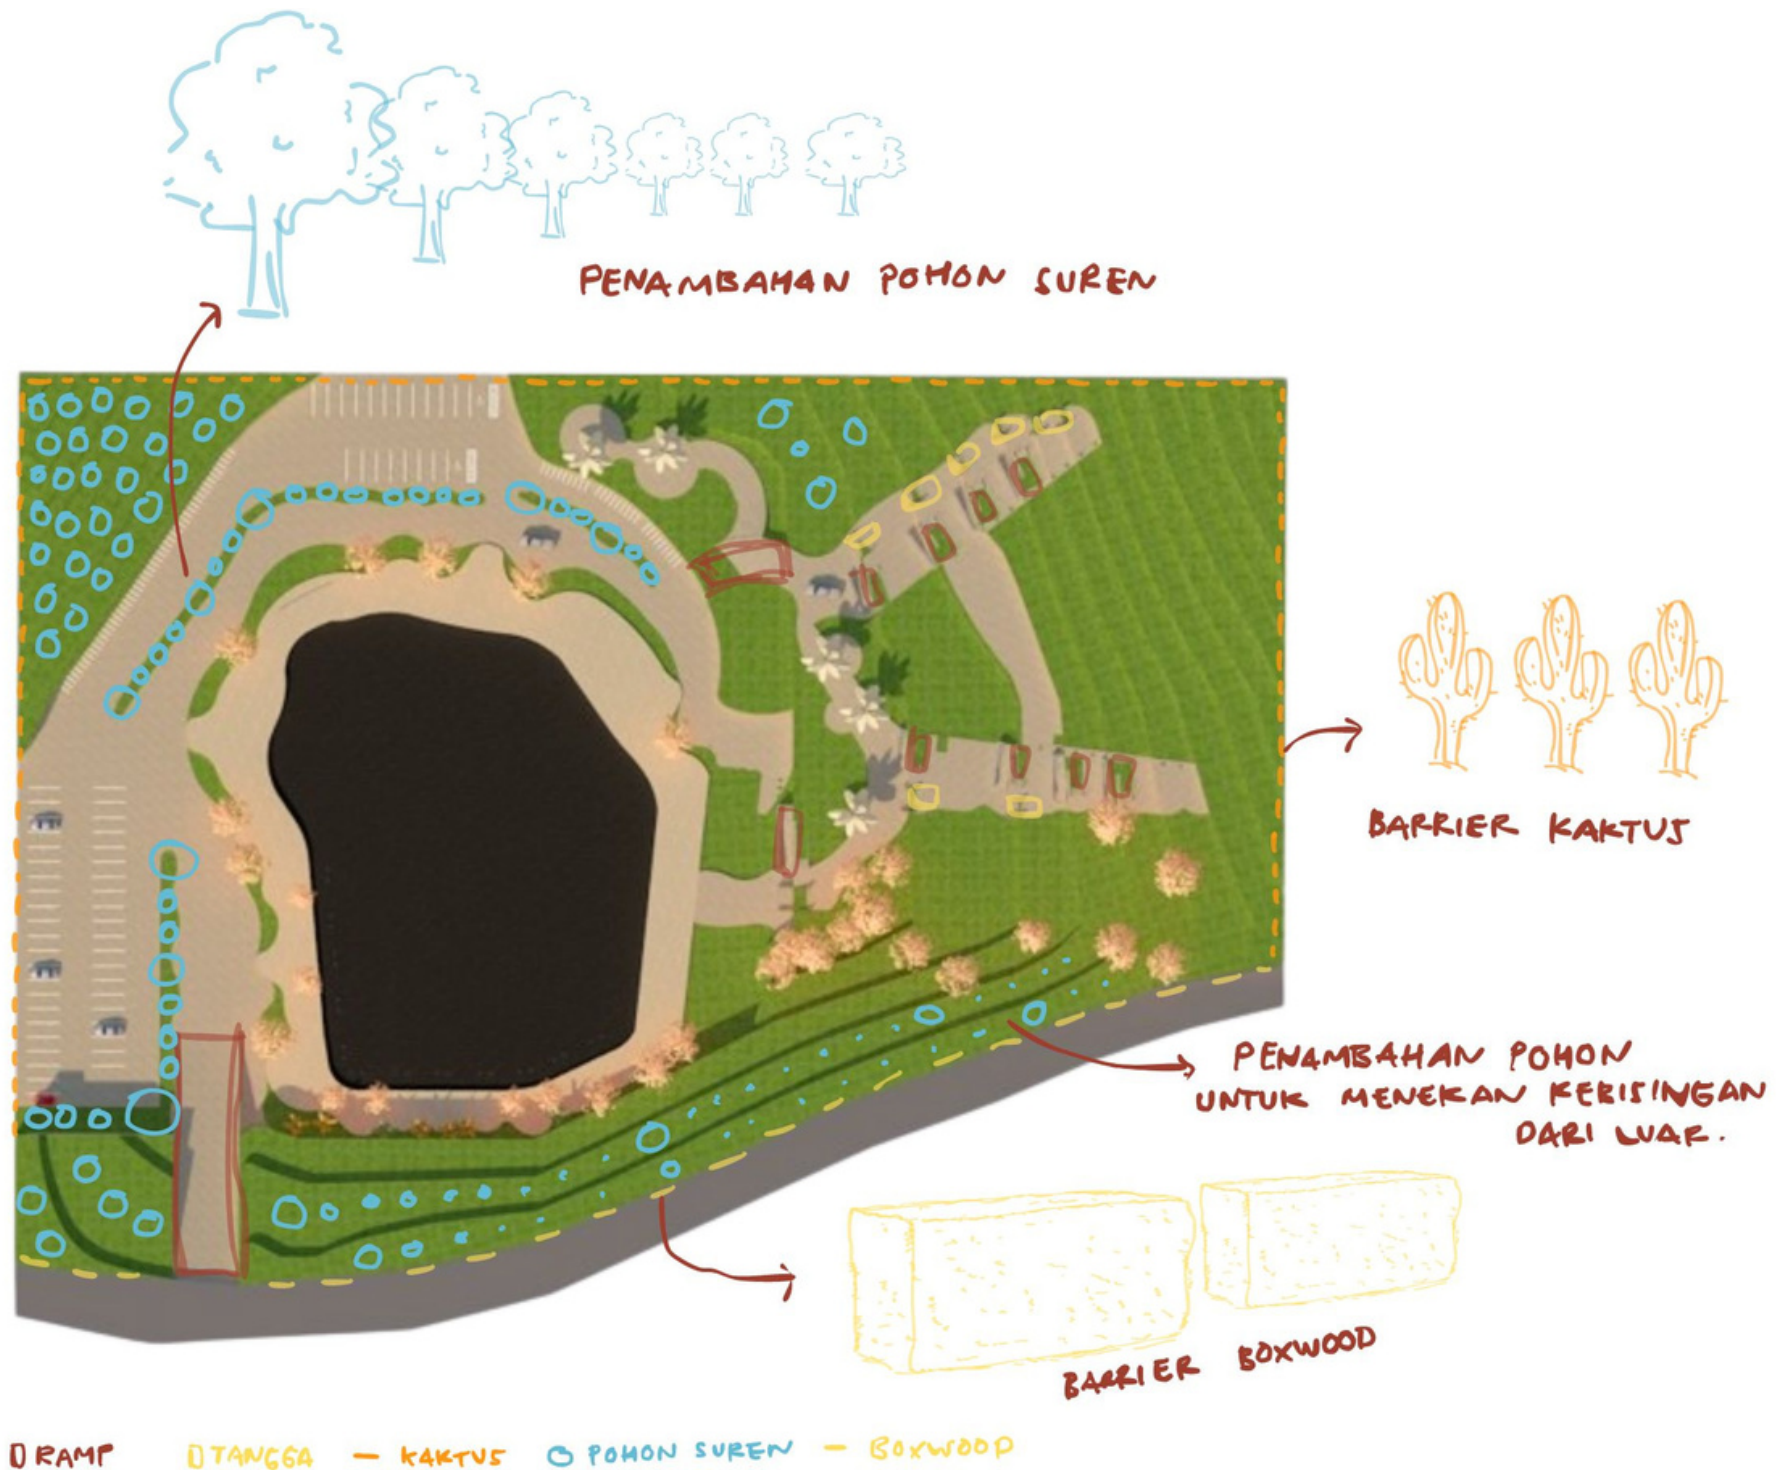 PENAMBAHAN POHON SUREN
BARRIER KAKTUS
PENAMBAHAN POHON
UNTUK MENEKAN KEBISINGAN
DARI LUAR.
BARRIER BOXWOOD
RAMP TANGGA KAKTUS POHON SUREN BOXWOOD